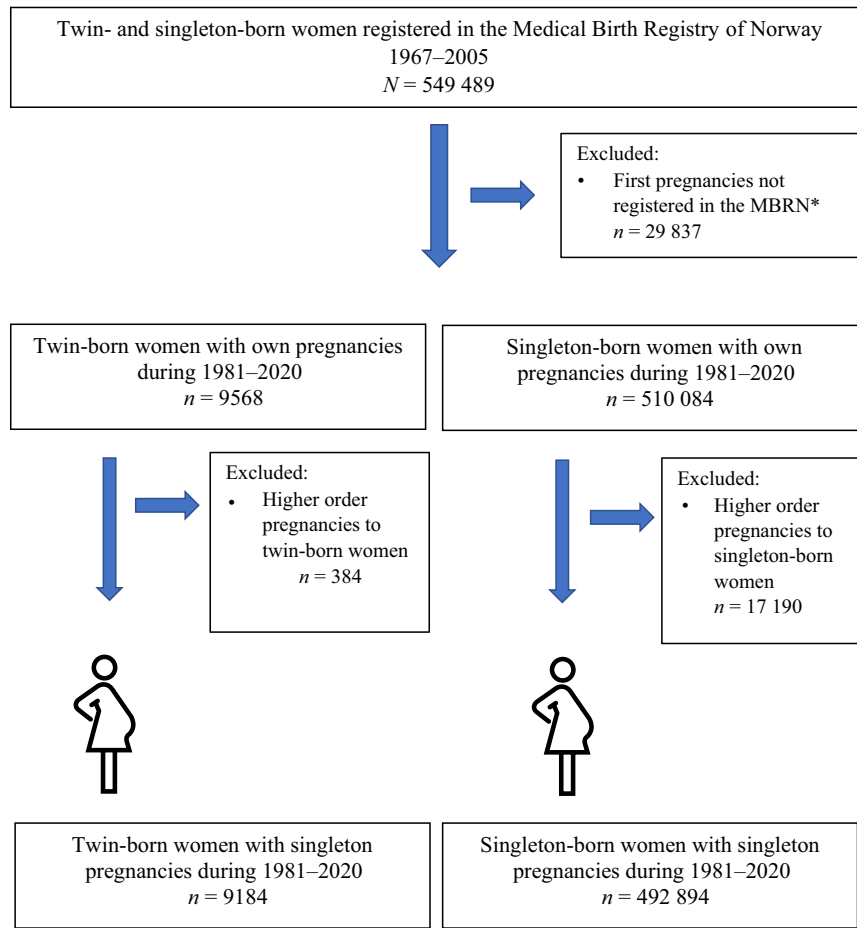 Twin- and singleton-born women registered in the Medical Birth Registry of Norway
1967–2005
N = 549 489
Excluded:
• First pregnancies not
registered in the MBRN*
n = 29 837
Twin-born women with own pregnancies
during 1981–2020
n = 9568
Singleton-born women with own
pregnancies during 1981–2020
n = 510 084
Excluded:
• Higher order
pregnancies to
twin-born women
n = 384
Excluded:
• Higher order
pregnancies to
singleton-born
women
n = 17 190
Twin-born women with singleton
pregnancies during 1981–2020
n = 9184
Singleton-born women with singleton
pregnancies during 1981–2020
n = 492 894